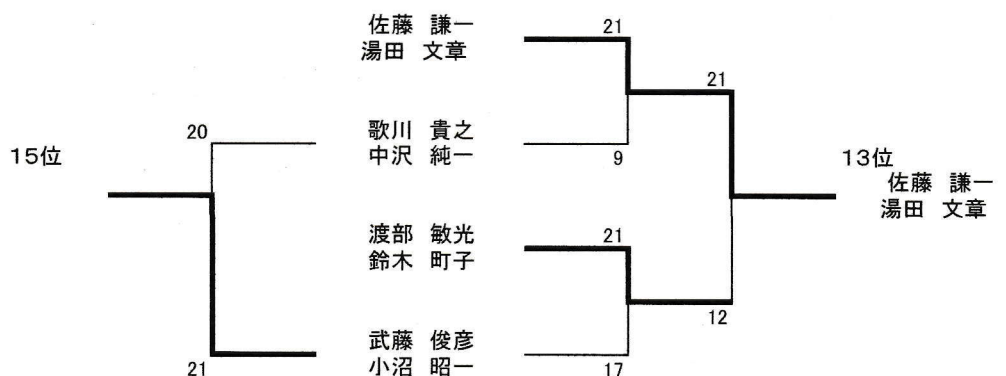 佐藤 謙一
湯田 文章
21
21
歌川 貴之
中沢 純一
20
9
15位
13位
佐藤 謙一
湯田 文章
渡部 敏光
鈴木 町子
21
12
武藤 俊彦
小沼 昭一
21
17